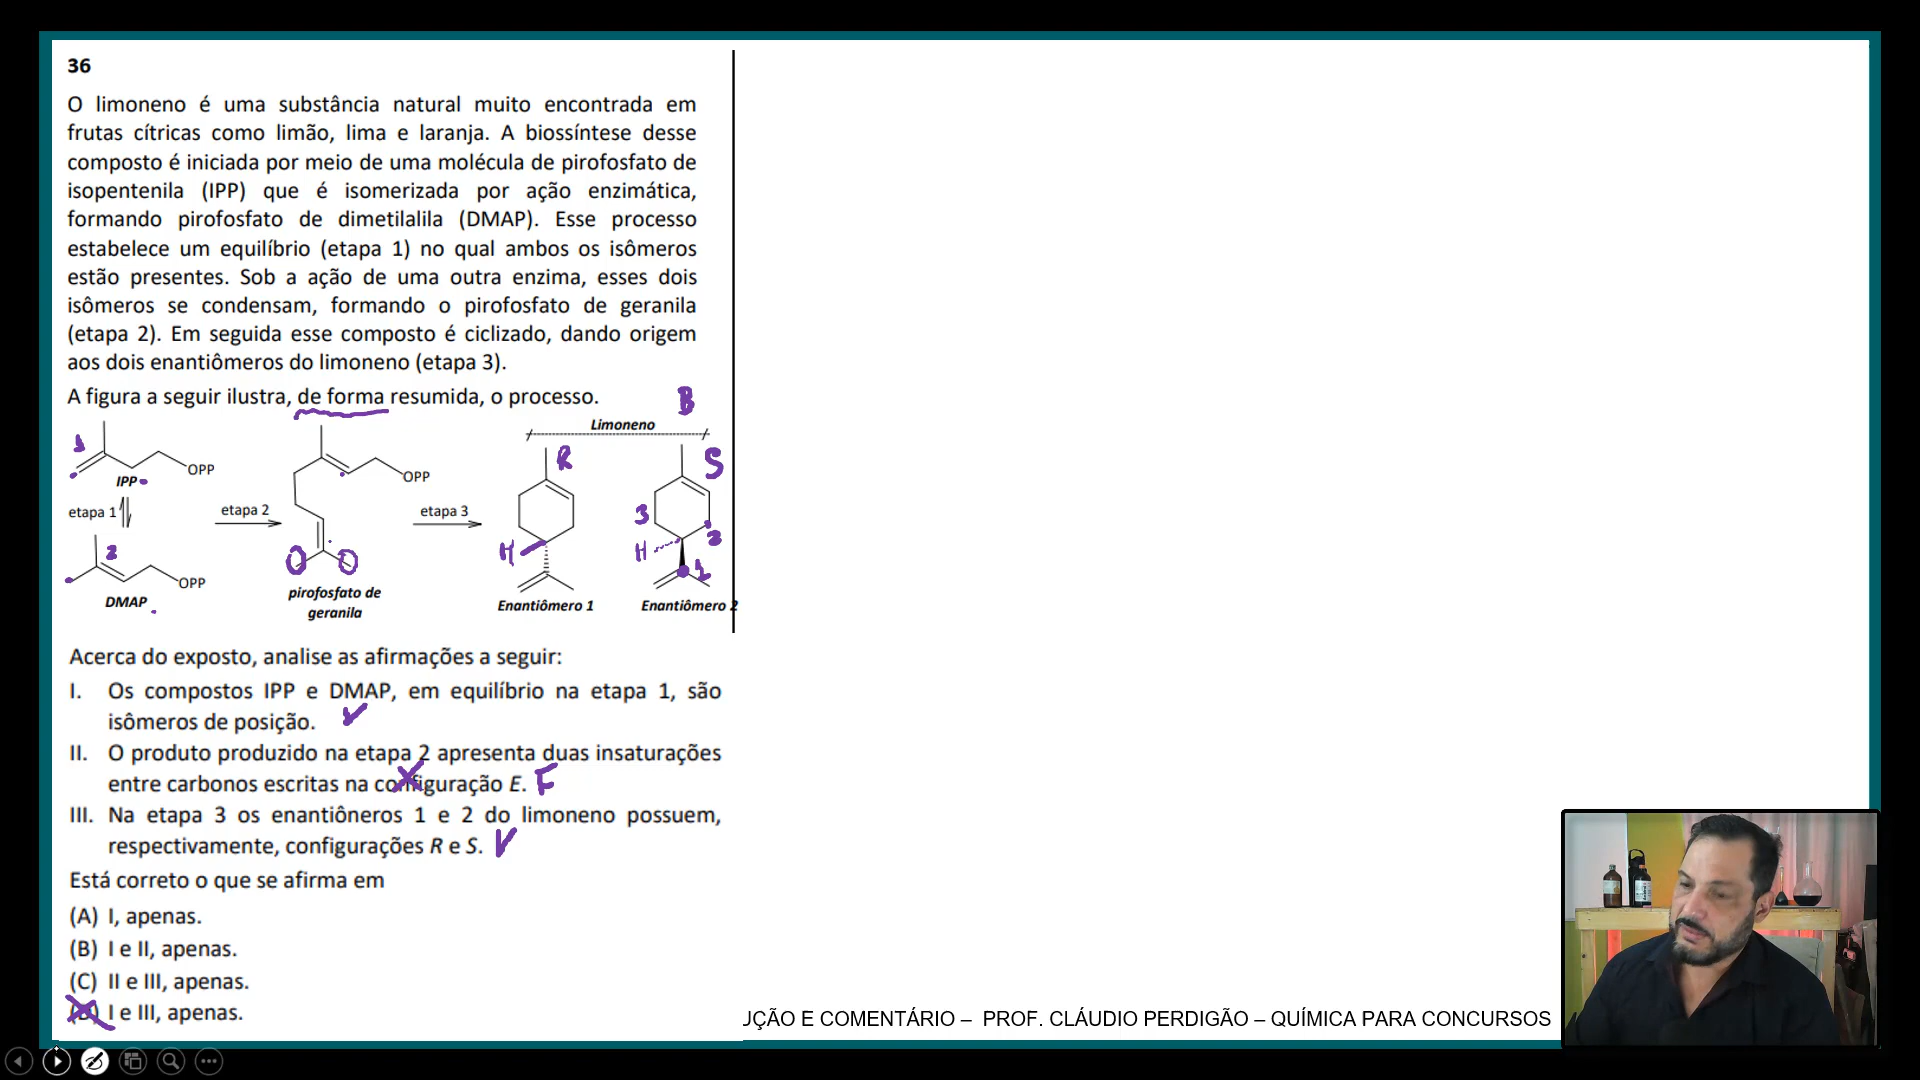 36
O limoneno é uma substância natural muito encontrada em
frutas cítricas como limão, lima e laranja. A biossíntese desse
composto é iniciada por meio de uma molécula de pirofosfato de
isopentenila (IPP) que é isomerizada por ação enzimática,
formando pirofosfato de dimetilalila (DMAP). Esse processo
estabelece um equilíbrio (etapa 1) no qual ambos os isômeros
estão presentes. Sob a ação de uma outra enzima, esses dois
isômeros se condensam, formando o pirofosfato de geranila
(etapa 2). Em seguida esse composto é ciclizado, dando origem
aos dois enantiômeros do limoneno (etapa 3).
A figura a seguir ilustra, de forma resumida, o processo.
B
Limoneno
1
R
S
OPP
IPP
OPP
etapa 1
etapa 2
etapa 3
3
2
2
H
H
1
OPP
DMAP
pirofosfato de
geranila
Enantiômero 1
Enantiômero 2
Acerca do exposto, analise as afirmações a seguir:
I. Os compostos IPP e DMAP, em equilíbrio na etapa 1, são
isômeros de posição.
II. O produto produzido na etapa 2 apresenta duas insaturações
entre carbonos escritas na configuração E. F
III. Na etapa 3 os enantiôneros 1 e 2 do limoneno possuem,
respectivamente, configurações R e S. V
Está correto o que se afirma em
(A) I, apenas.
(B) I e II, apenas.
(C) II e III, apenas.
(D) I e III, apenas.
UÇÃO E COMENTÁRIO – PROF. CLÁUDIO PERDIGÃO – QUÍMICA PARA CONCURSOS